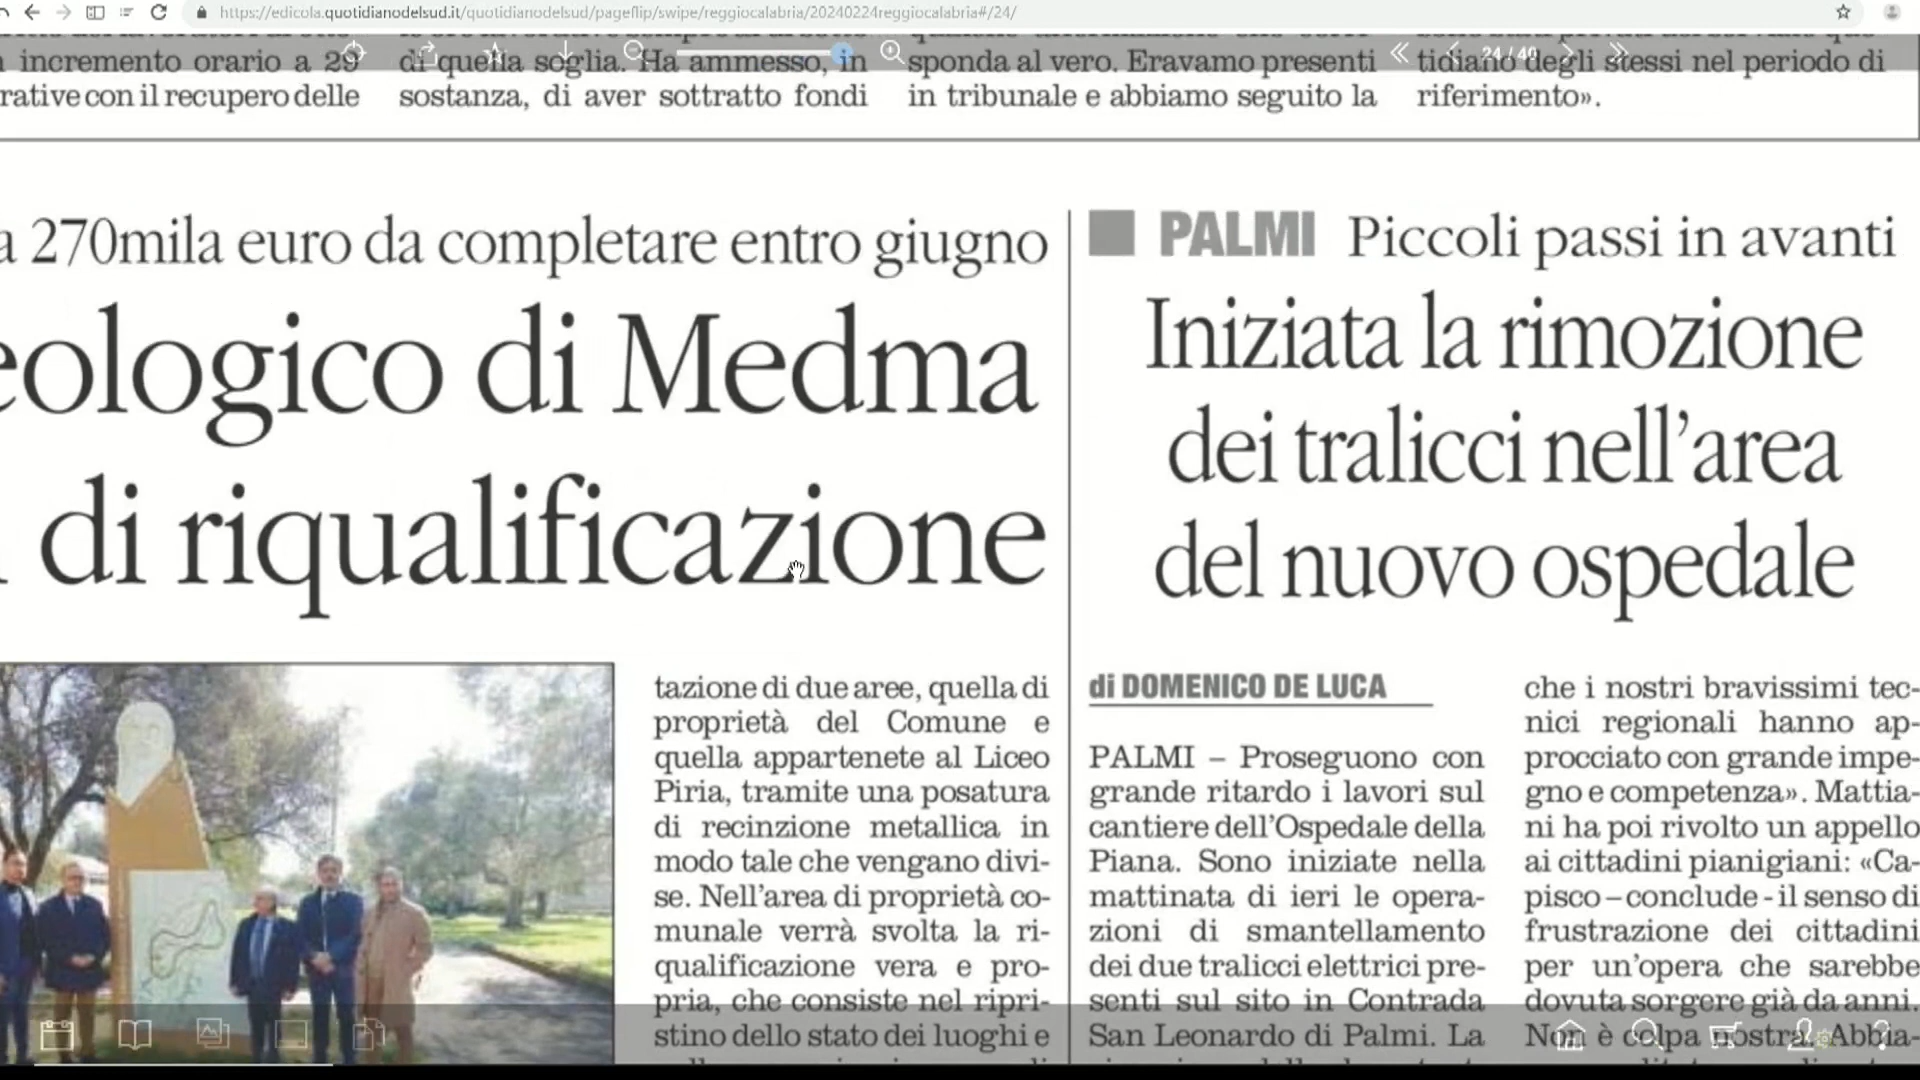 https://edicola.quotidianodelsud.it/quotidianodelsud/pageflip/swipe/reggiocalabria/20240224reggiocalabria#/24/
24 / 40
incremento orario a 29
rative con il recupero delle
di quella soglia. Ha ammesso, in
sostanza, di aver sottratto fondi
sponda al vero. Eravamo presenti
in tribunale e abbiamo seguito la
tidiano degli stessi nel periodo di
riferimento».
a 270mila euro da completare entro giugno
eologico di Medma
di riqualificazione
tazione di due aree, quella di
proprietà del Comune e
quella appartenete al Liceo
Piria, tramite una posatura
di recinzione metallica in
modo tale che vengano divi-
se. Nell'area di proprietà co-
munale verrà svolta la ri-
qualificazione vera e pro-
pria, che consiste nel ripri-
stino dello stato dei luoghi e
PALMI Piccoli passi in avanti
Iniziata la rimozione
dei tralicci nell'area
del nuovo ospedale
di DOMENICO DE LUCA
PALMI – Proseguono con
grande ritardo i lavori sul
cantiere dell'Ospedale della
Piana. Sono iniziate nella
mattinata di ieri le opera-
zioni di smantellamento
dei due tralicci elettrici pre-
senti sul sito in Contrada
San Leonardo di Palmi. La
che i nostri bravissimi tec-
nici regionali hanno ap-
procciato con grande impe-
gno e competenza». Mattia-
ni ha poi rivolto un appello
ai cittadini pianigiani: «Ca-
pisco – conclude - il senso di
frustrazione dei cittadini
per un'opera che sarebbe
dovuta sorgere già da anni.
Non è colpa nostra. Abbia-